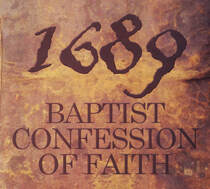 1689
BAPTIST
CONFESSION
OF FAITH